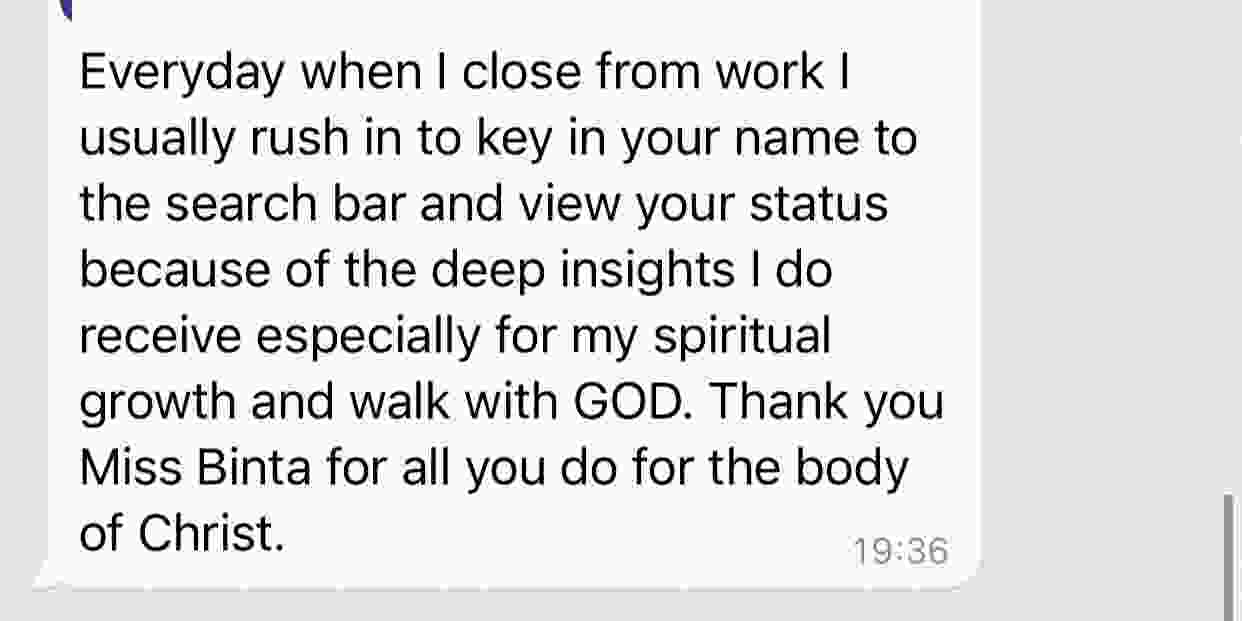 Everyday when I close from work I
usually rush in to key in your name to
the search bar and view your status
because of the deep insights I do
receive especially for my spiritual
growth and walk with GOD. Thank you
Miss Binta for all you do for the body
of Christ.
19:36